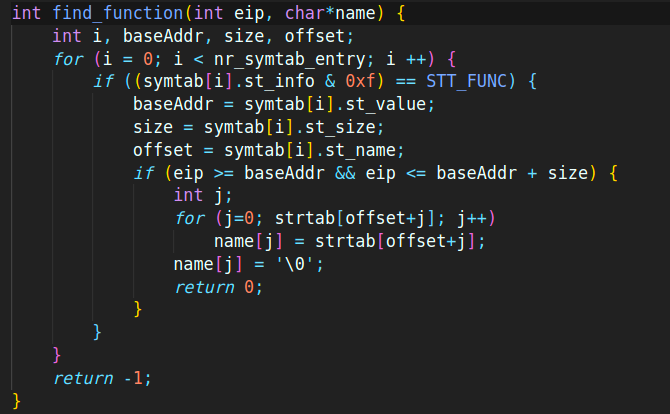 int find_function(int eip, char*name) {
    int i, baseAddr, size, offset;
    for (i = 0; i < nr_symtab_entry; i ++) {
        if ((symtab[i].st_info & 0xf) == STT_FUNC) {
            baseAddr = symtab[i].st_value;
            size = symtab[i].st_size;
            offset = symtab[i].st_name;
            if (eip >= baseAddr && eip <= baseAddr + size) {
                int j;
                for (j=0; strtab[offset+j]; j++)
                    name[j] = strtab[offset+j];
                name[j] = '\0';
                return 0;
            }
        }
    }
    return -1;
}